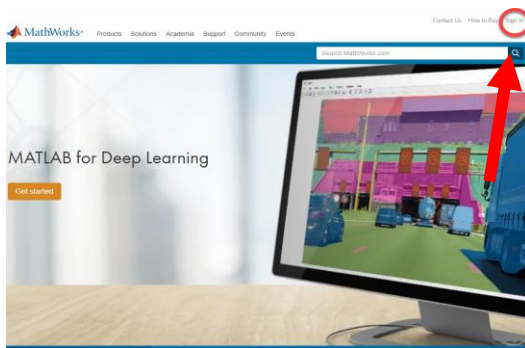 Contact Us How to Buy Sign In
MathWorks®
Products Solutions Academia Support Community Events
Search MathWorks.com
MATLAB for Deep Learning
Get started